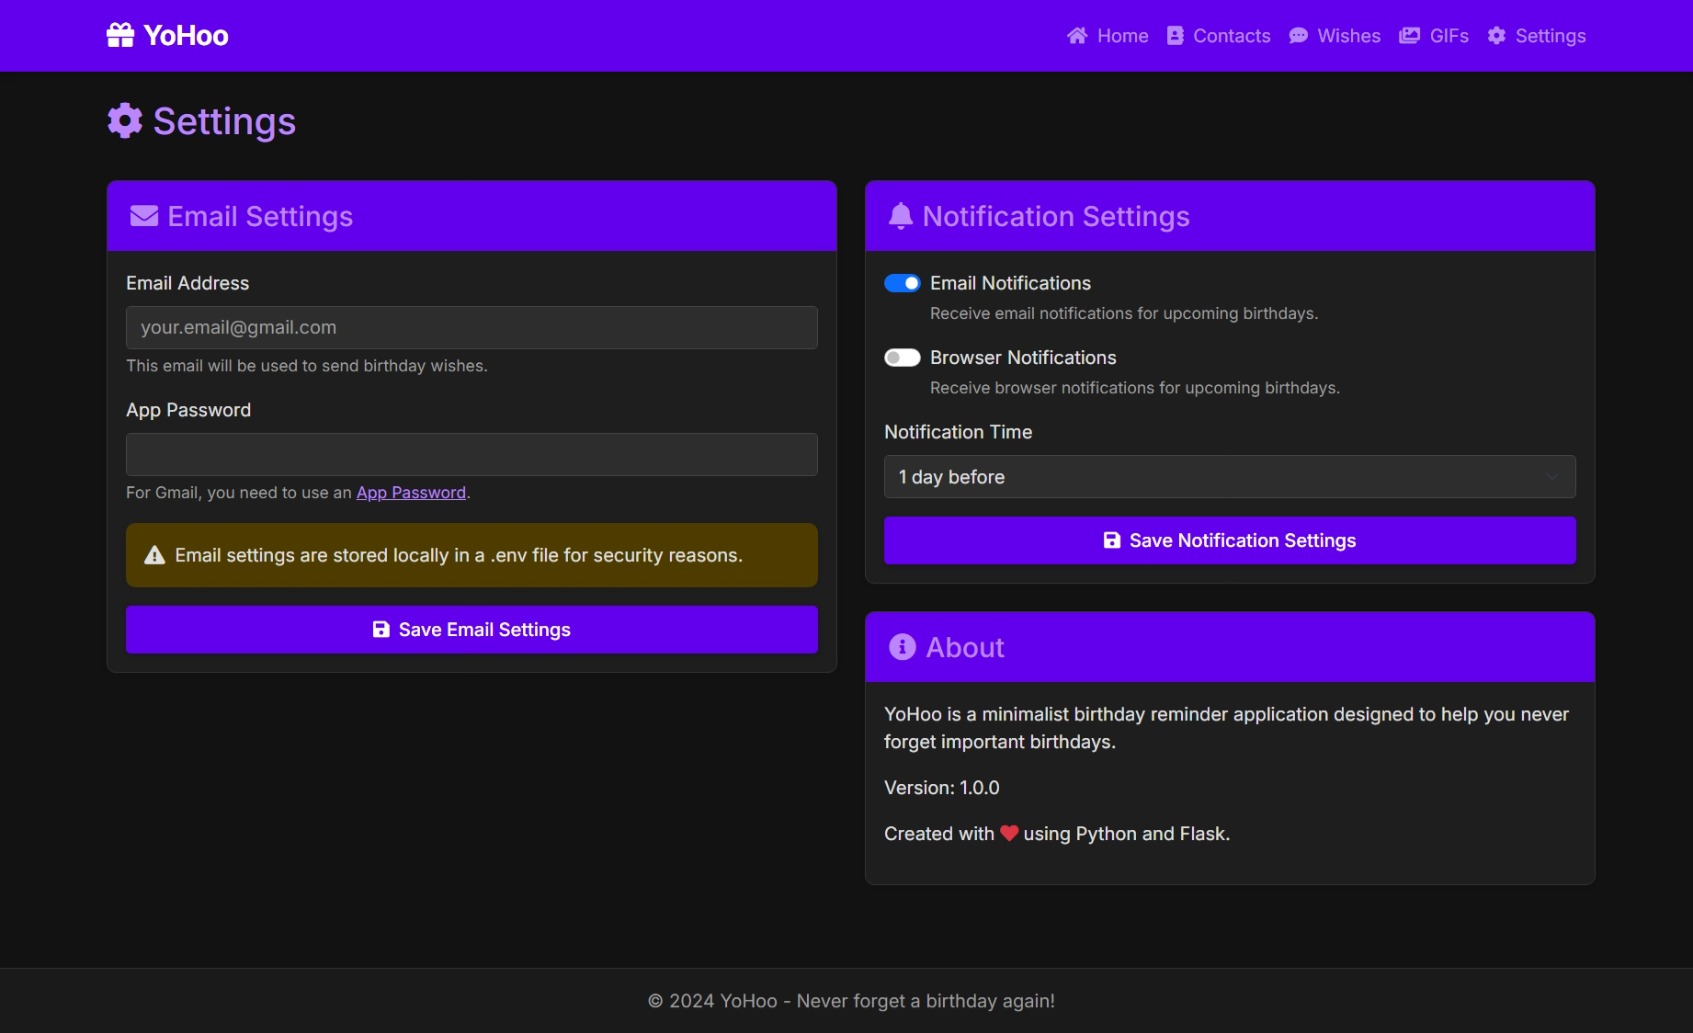 YoHoo
Home
Contacts
Wishes
GIFs
Settings
Settings
Email Settings
Email Address
your.email@gmail.com
This email will be used to send birthday wishes.
App Password
For Gmail, you need to use an App Password.
Email settings are stored locally in a .env file for security reasons.
Save Email Settings
Notification Settings
Email Notifications
Receive email notifications for upcoming birthdays.
Browser Notifications
Receive browser notifications for upcoming birthdays.
Notification Time
1 day before
Save Notification Settings
About
YoHoo is a minimalist birthday reminder application designed to help you never
forget important birthdays.
Version: 1.0.0
Created with ❤ using Python and Flask.
© 2024 YoHoo - Never forget a birthday again!